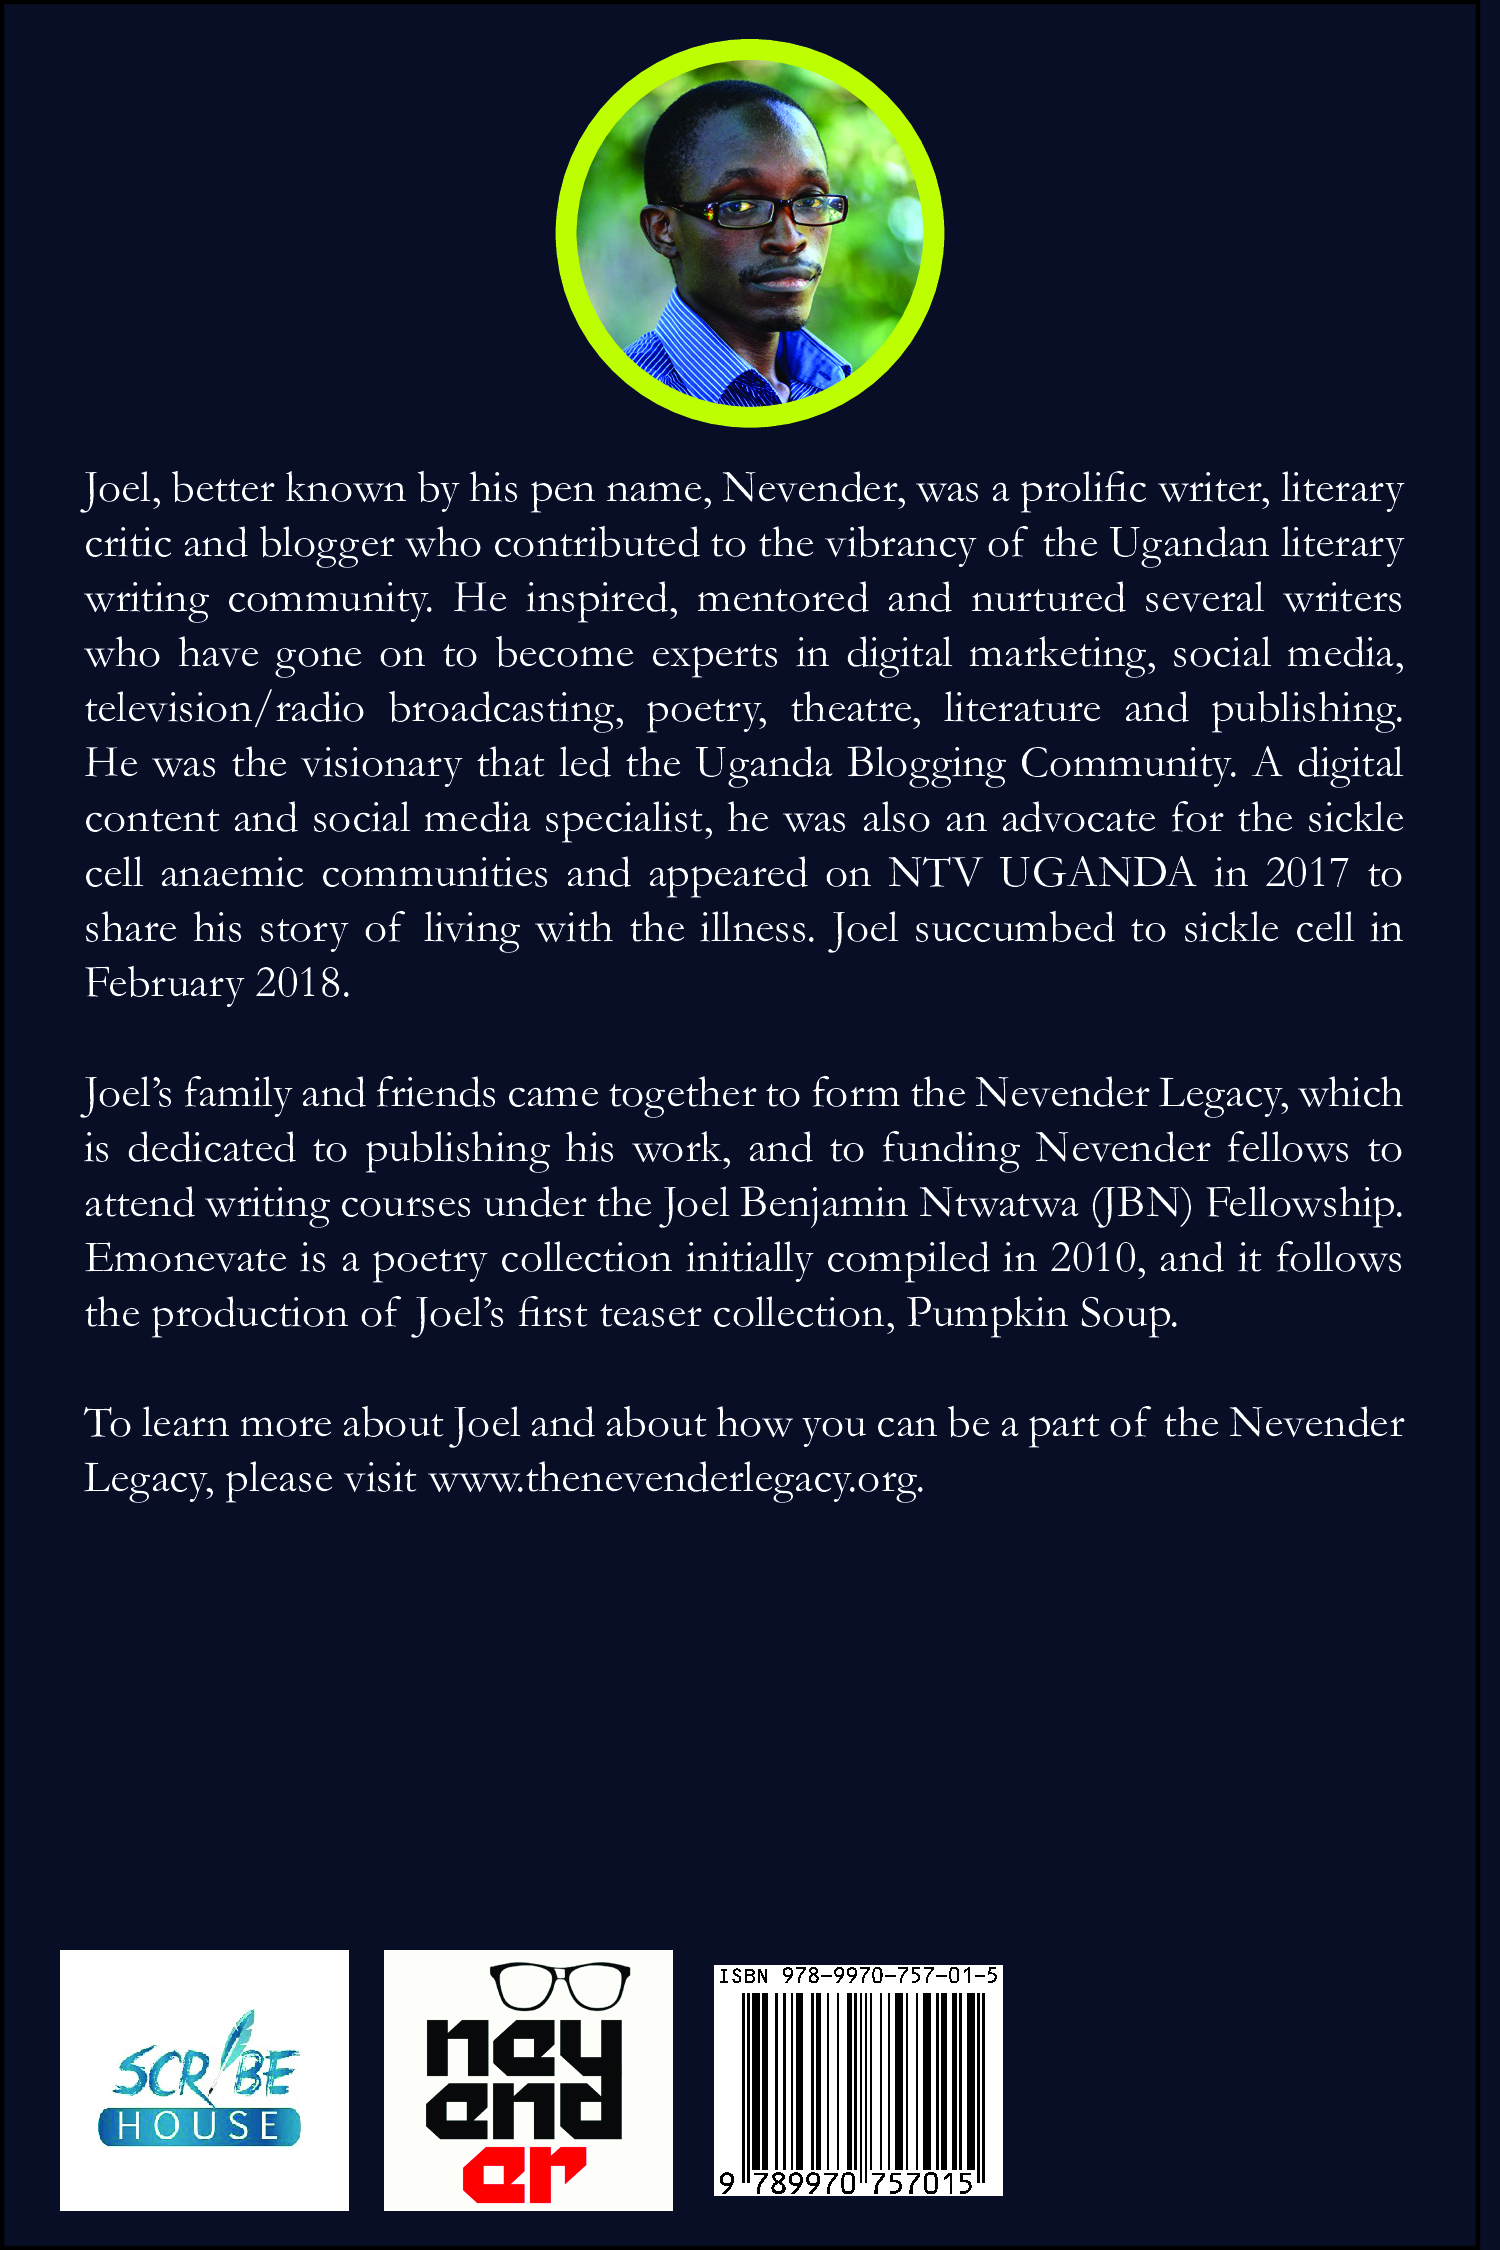 Joel, better known by his pen name, Nevender, was a prolific writer, literary
critic and blogger who contributed to the vibrancy of the Ugandan literary
writing community. He inspired, mentored and nurtured several writers
who have gone on to become experts in digital marketing, social media,
television/radio broadcasting, poetry, theatre, literature and publishing.
He was the visionary that led the Uganda Blogging Community. A digital
content and social media specialist, he was also an advocate for the sickle
cell anaemic communities and appeared on NTV UGANDA in 2017 to
share his story of living with the illness. Joel succumbed to sickle cell in
February 2018.
Joel’s family and friends came together to form the Nevender Legacy, which
is dedicated to publishing his work, and to funding Nevender fellows to
attend writing courses under the Joel Benjamin Ntwatwa (JBN) Fellowship.
Emonevate is a poetry collection initially compiled in 2010, and it follows
the production of Joel’s first teaser collection, Pumpkin Soup.
To learn more about Joel and about how you can be a part of the Nevender
Legacy, please visit www.thenevenderlegacy.org.
SCRIBE
HOUSE
nev
end
er
ISBN 978-9970-757-01-5
9 789970 757015